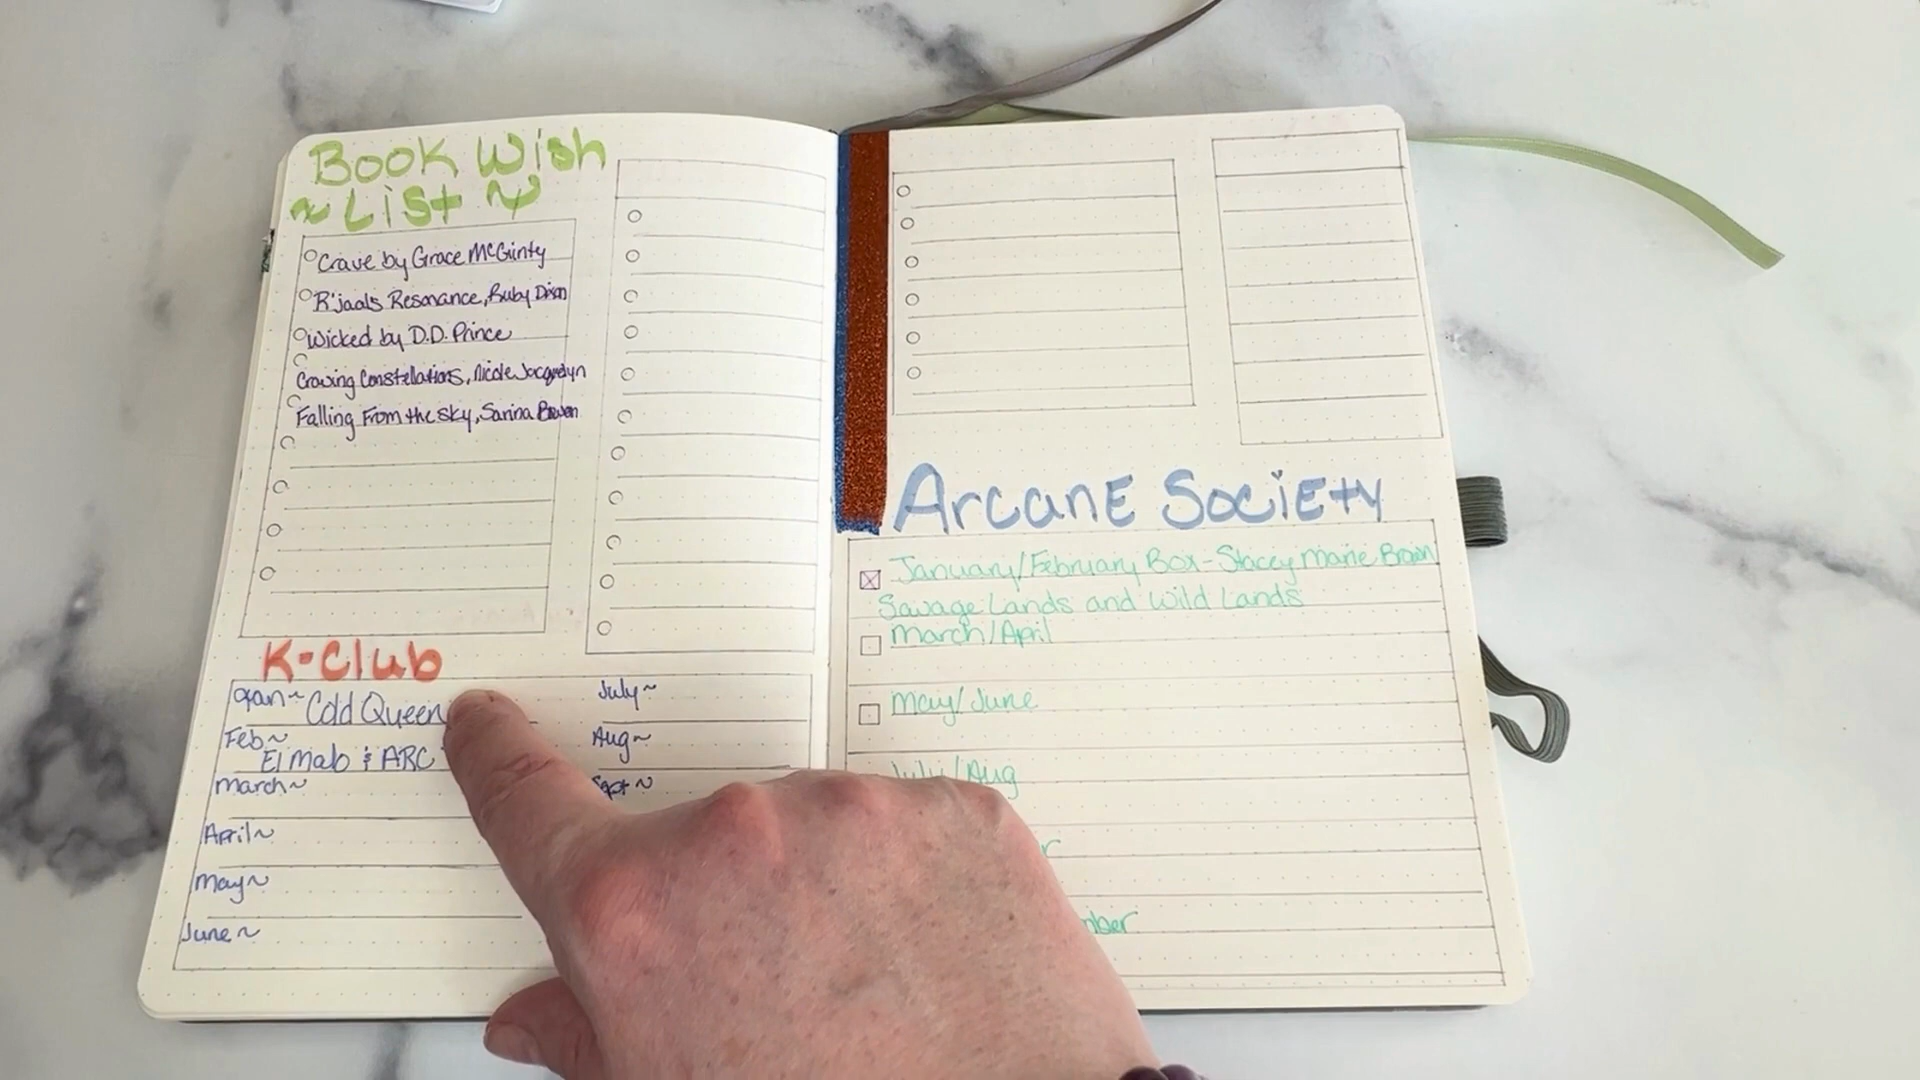 Book Wish
~ List ~
Crave by Grace McGinty
R'jaal's Resonance, Ruby Dixon
Wicked by D.D. Prince
Craving Constellations, Nicole Jacquelyn
Falling From the Sky, Sarina Bowen
K-Club
Jan~ Cold Queen
Feb~
El Mab & ARC
March~
April~
May~
June~
July~
Aug~
Sept~
Arcane Society
January/February Box - Stacey Marie Brown
Savage Lands and Wild Lands
March/April
May/June
July/Aug